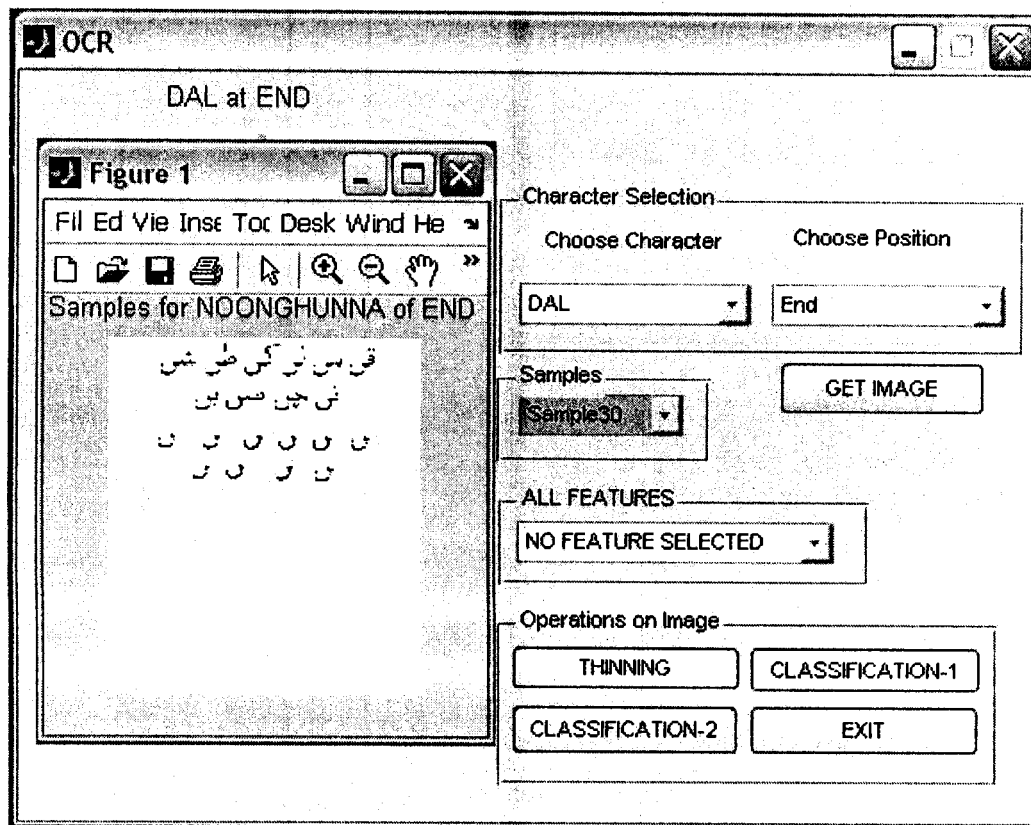 OCR
DAL at END
Figure 1
Fil Ed Vie Inse Too Desk Wind He
Samples for NOONGHUNNA of END
Character Selection
Choose Character Choose Position
DAL End
Samples
Sample30
GET IMAGE
ALL FEATURES
NO FEATURE SELECTED
Operations on Image
THINNING CLASSIFICATION-1
CLASSIFICATION-2 EXIT